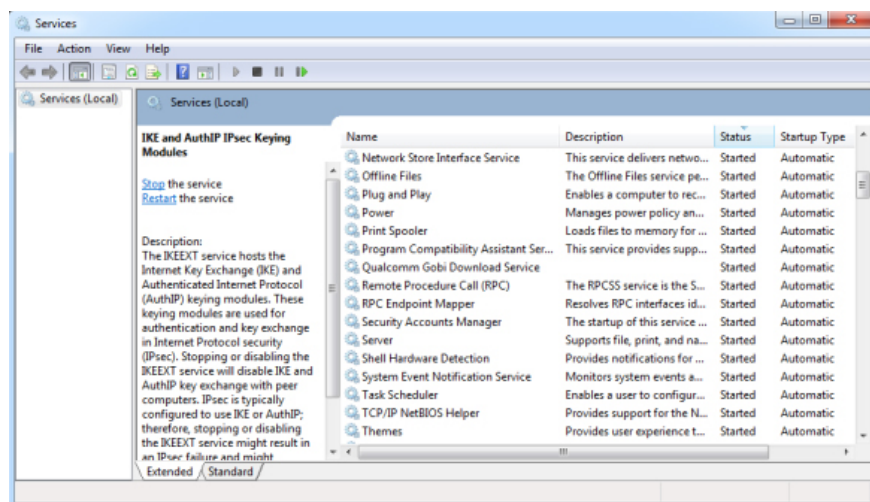 Services
File Action View Help
Services (Local)
Services (Local)
IKE and AuthIP IPsec Keying
Modules
Stop the service
Restart the service
Description:
The IKEEXT service hosts the
Internet Key Exchange (IKE) and
Authenticated Internet Protocol
(AuthIP) keying modules. These
keying modules are used for
authentication and key exchange
in Internet Protocol security
(IPsec). Stopping or disabling the
IKEEXT service will disable IKE and
AuthIP key exchange with peer
computers. IPsec is typically
configured to use IKE or AuthIP;
therefore, stopping or disabling
the IKEEXT service might result in
an IPsec failure and might
Name Description Status Startup Type
Network Store Interface Service This service delivers netwo... Started Automatic
Offline Files The Offline Files service pe... Started Automatic
Plug and Play Enables a computer to rec... Started Automatic
Power Manages power policy an... Started Automatic
Print Spooler Loads files to memory for ... Started Automatic
Program Compatibility Assistant Ser... This service provides supp... Started Automatic
Qualcomm Gobi Download Service Started Automatic
Remote Procedure Call (RPC) The RPCSS service is the S... Started Automatic
RPC Endpoint Mapper Resolves RPC interfaces id... Started Automatic
Security Accounts Manager The startup of this service ... Started Automatic
Server Supports file, print, and na... Started Automatic
Shell Hardware Detection Provides notifications for ... Started Automatic
System Event Notification Service Monitors system events a... Started Automatic
Task Scheduler Enables a user to configur... Started Automatic
TCP/IP NetBIOS Helper Provides support for the N... Started Automatic
Themes Provides user experience t... Started Automatic
Extended Standard